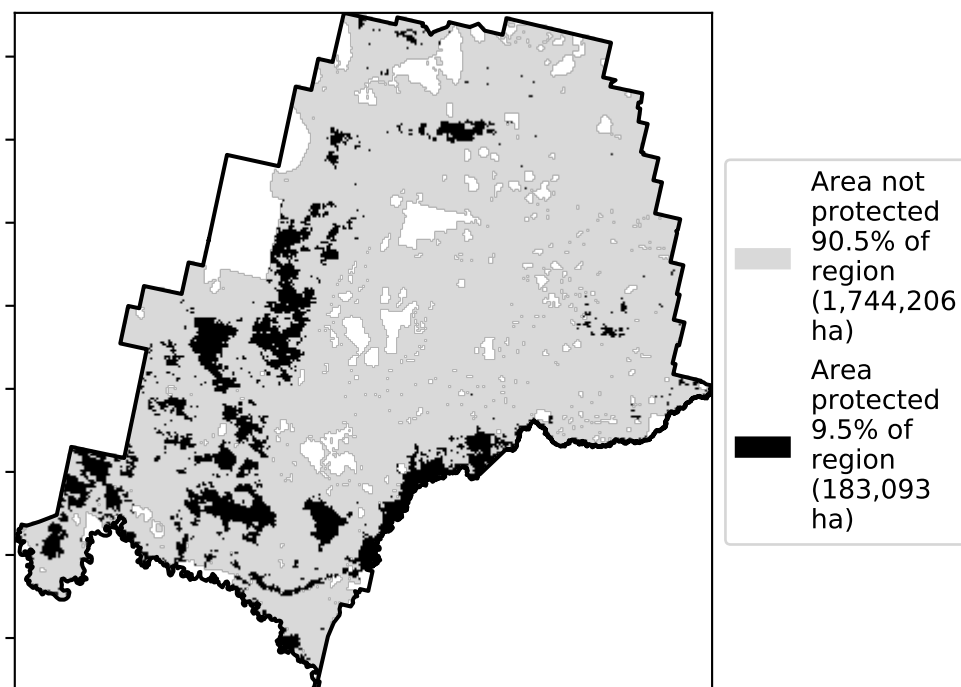 Area not
protected
90.5% of
region
(1,744,206
ha)
Area
protected
9.5% of
region
(183,093
ha)